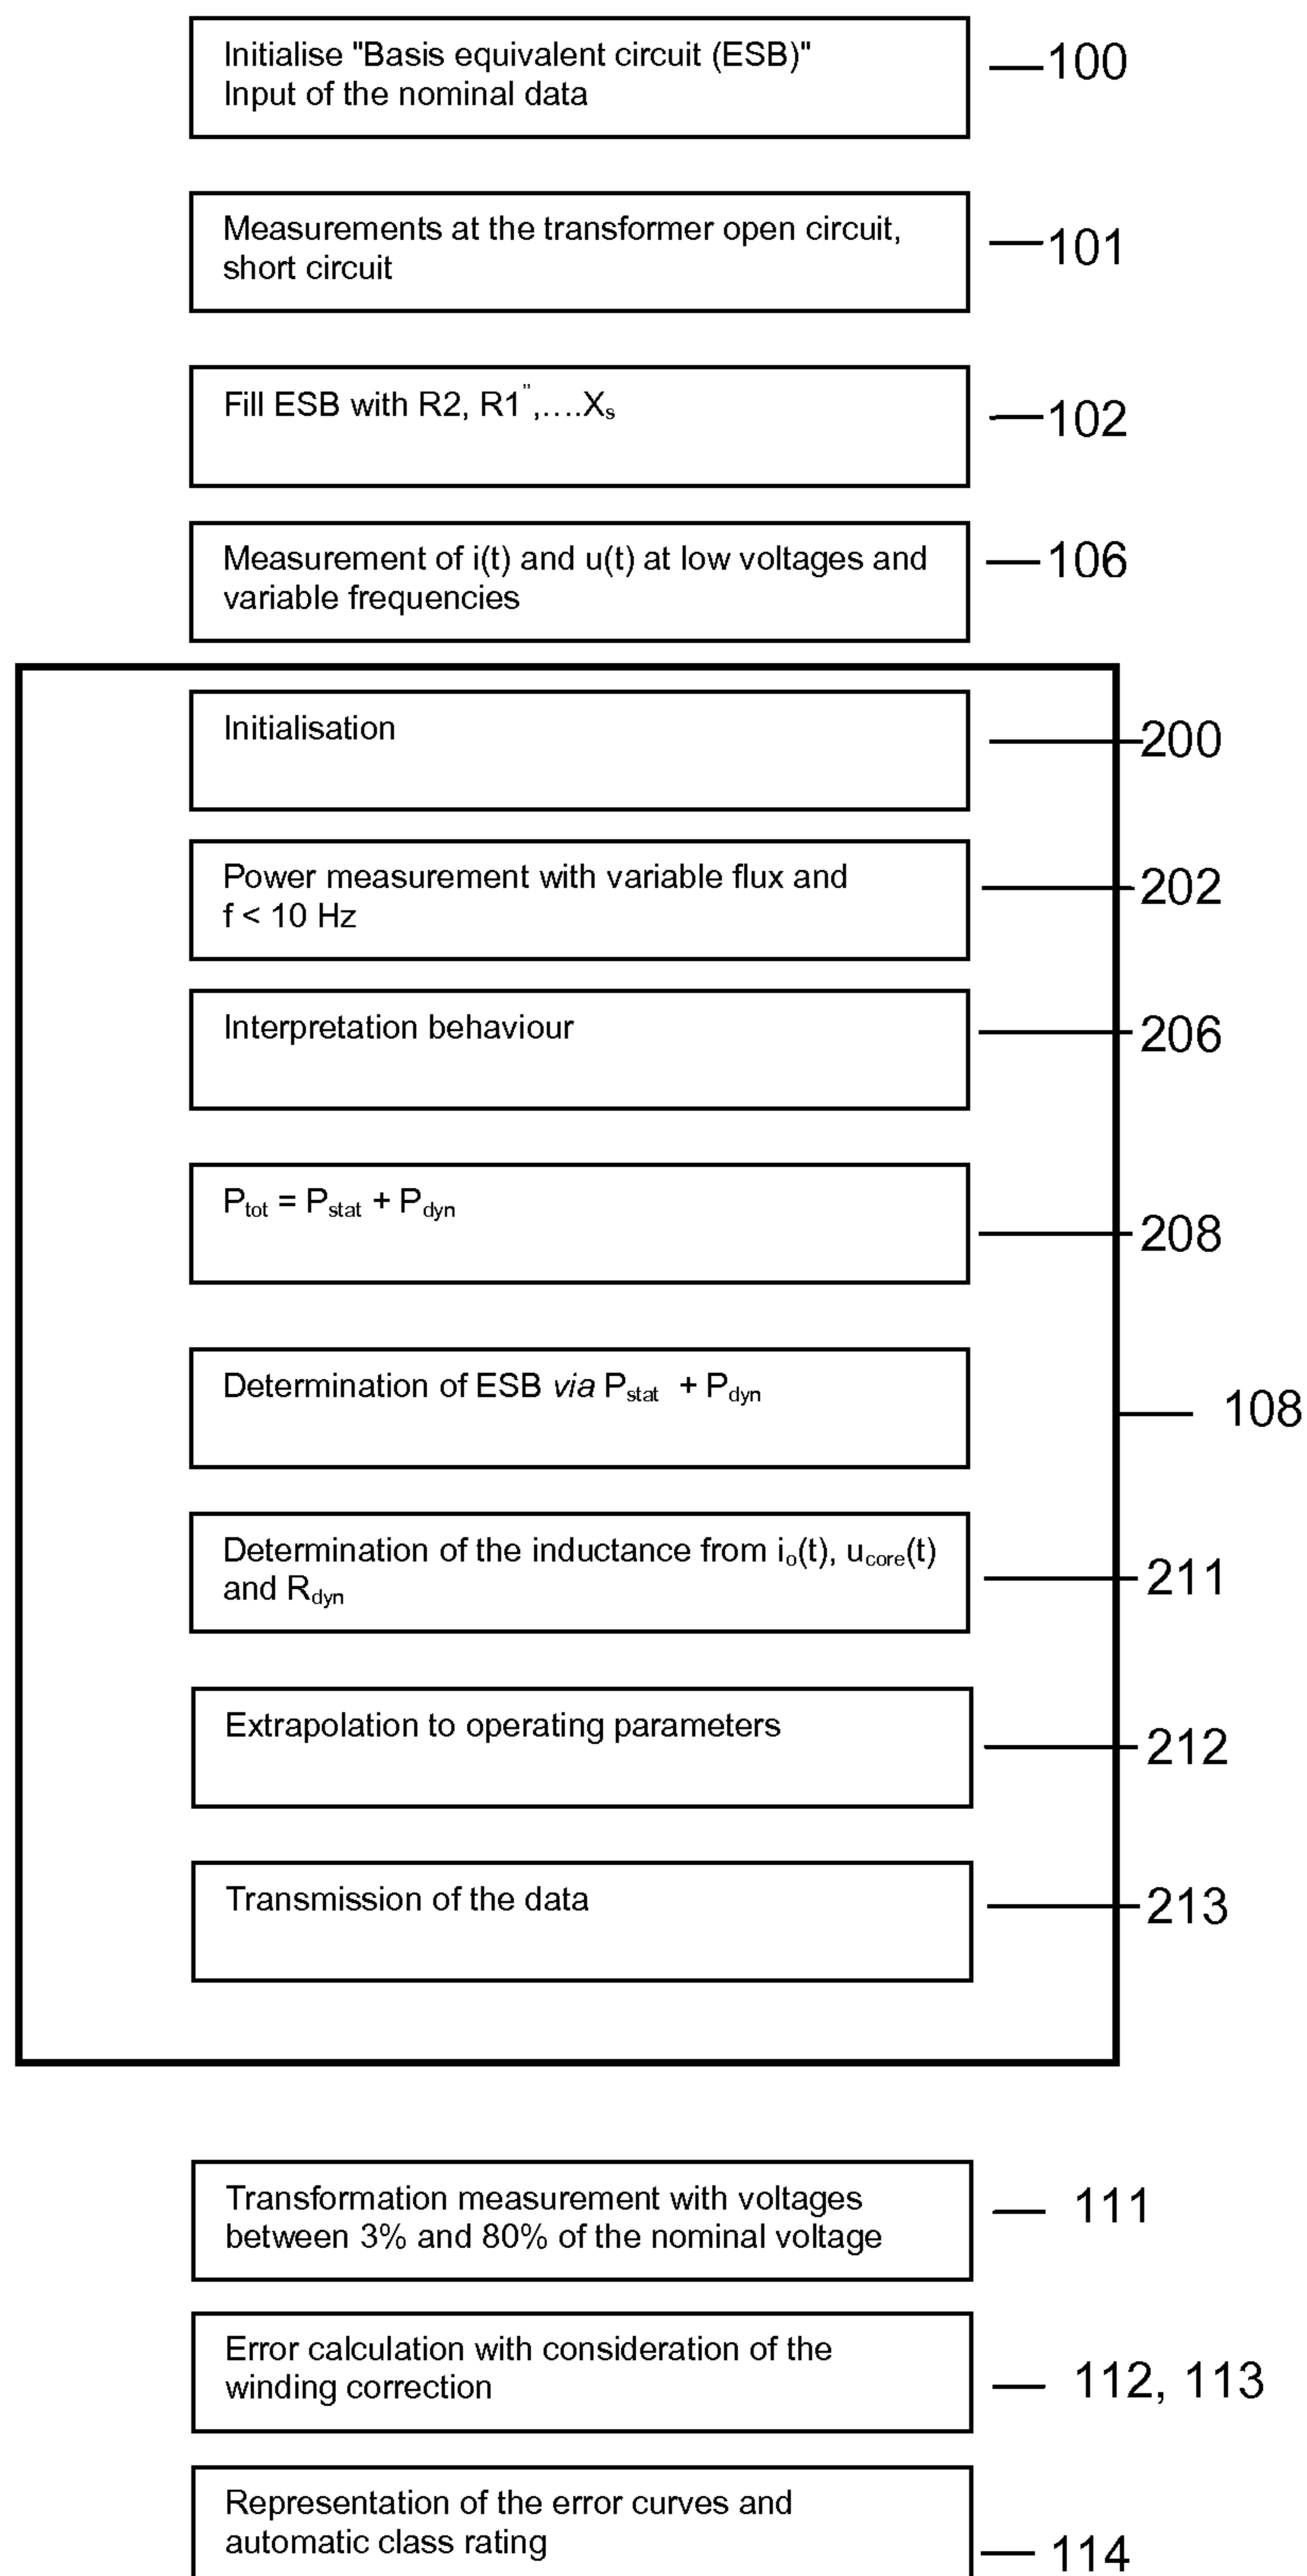 Initialise "Basis equivalent circuit (ESB)"
Input of the nominal data
100
Measurements at the transformer open circuit,
short circuit
101
Fill ESB with R2, R1",....Xs
102
Measurement of i(t) and u(t) at low voltages and
variable frequencies
106
Initialisation
200
Power measurement with variable flux and
f < 10 Hz
202
Interpretation behaviour
206
Ptot = Pstat + Pdyn
208
Determination of ESB via Pstat + Pdyn
108
Determination of the inductance from io(t), ucore(t)
and Rdyn
211
Extrapolation to operating parameters
212
Transmission of the data
213
Transformation measurement with voltages
between 3% and 80% of the nominal voltage
111
Error calculation with consideration of the
winding correction
112, 113
Representation of the error curves and
automatic class rating
114